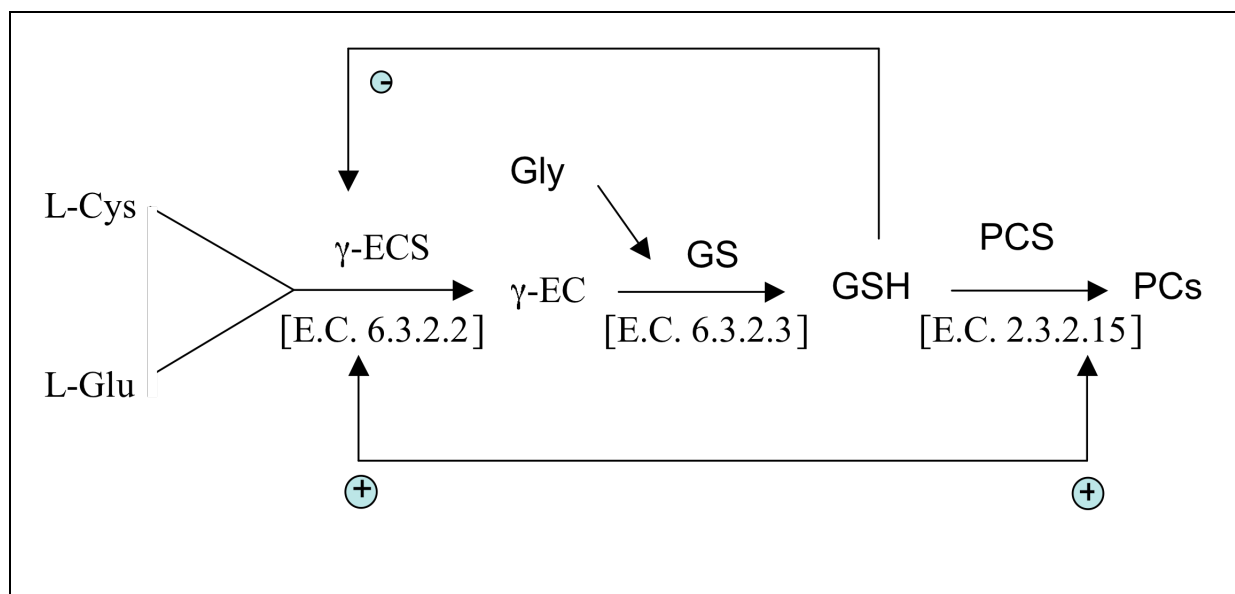 -
Gly
L-Cys
γ-ECS
GS
PCS
γ-EC
GSH
PCs
[E.C. 6.3.2.2]
[E.C. 6.3.2.3]
[E.C. 2.3.2.15]
L-Glu
+
+